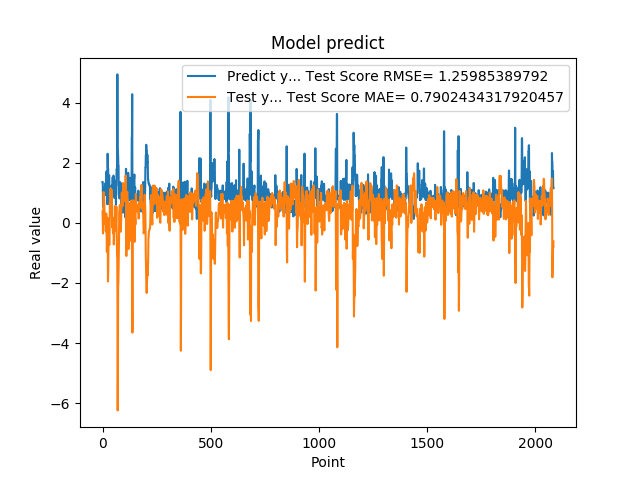 Model predict
Predict y... Test Score RMSE= 1.25985389792
Test y... Test Score MAE= 0.7902434317920457
Real value
4
2
0
−2
−4
−6
0 500 1000 1500 2000
Point